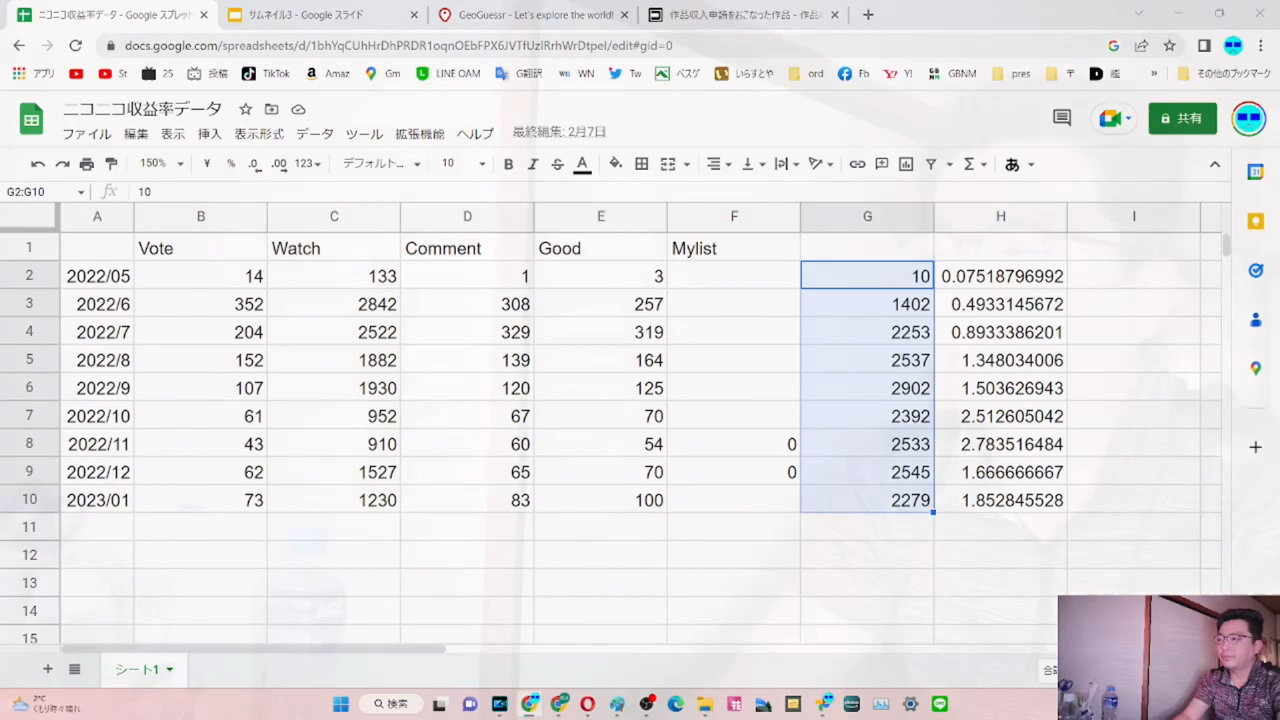 ニコニコ収益率データ - Google スプレッ
サムネイル3 - Google スライド
GeoGuessr - Let's explore the world!
作品収入申請をおこなった作品 - 作品
docs.google.com/spreadsheets/d/1bhYqCUhHrDhPRDR1oqnOEbFPX6JVTfUzlRrhWrDtpeI/edit#gid=0
アプリ St 25 投稿 TikTok Amaz Gm LINE OAM G翻訳 WN Tw ベスゲ いらすとや ord Fb Y! GBNM pres 〒 艦 » その他のブックマーク
ニコニコ収益率データ
ファイル 編集 表示 挿入 表示形式 データ ツール 拡張機能 ヘルプ 最終編集: 2月7日
共有
150% ¥ % .0 .00 123 デフォルト... 10 B I S A あ
G2:G10 fx 10
A B C D E F G H I
1 Vote Watch Comment Good Mylist
2 2022/05 14 133 1 3 10 0.07518796992
3 2022/6 352 2842 308 257 1402 0.4933145672
4 2022/7 204 2522 329 319 2253 0.8933386201
5 2022/8 152 1882 139 164 2537 1.348034006
6 2022/9 107 1930 120 125 2902 1.503626943
7 2022/10 61 952 67 70 2392 2.512605042
8 2022/11 43 910 60 54 0 2533 2.783516484
9 2022/12 62 1527 65 70 0 2545 1.666666667
10 2023/01 73 1230 83 100 2279 1.852845528
11
12
13
14
15
シート1
2℃
くもり時々晴れ
検索